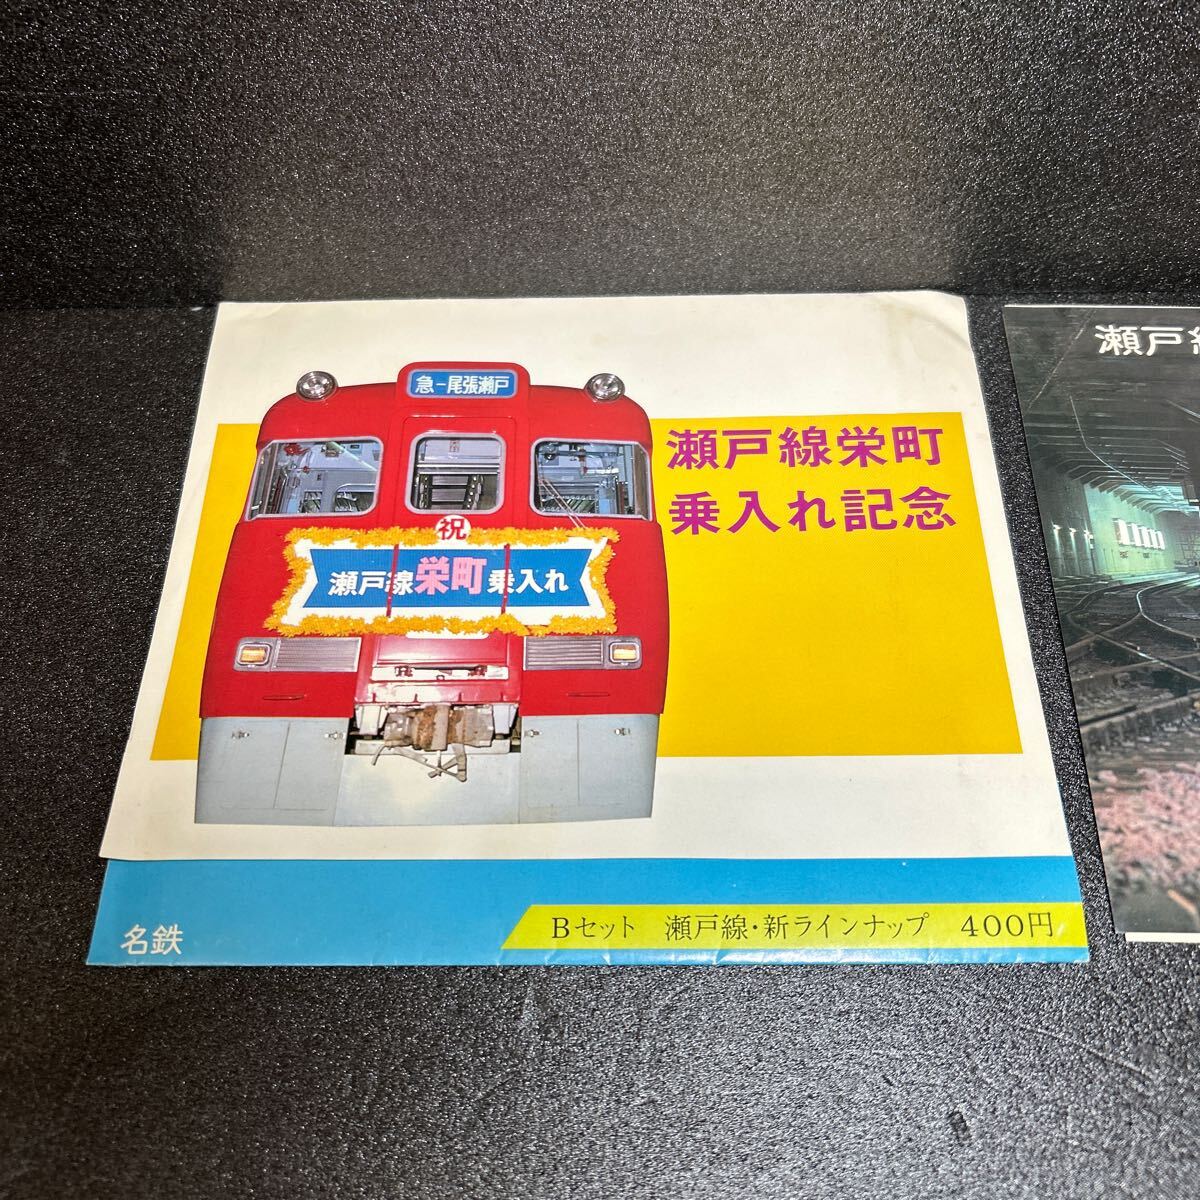 急－尾張瀬戸
瀬戸線栄町
乗入れ記念
祝
瀬戸線栄町乗入れ
名鉄
Bセット 瀬戸線・新ラインナップ 400円
瀬戸